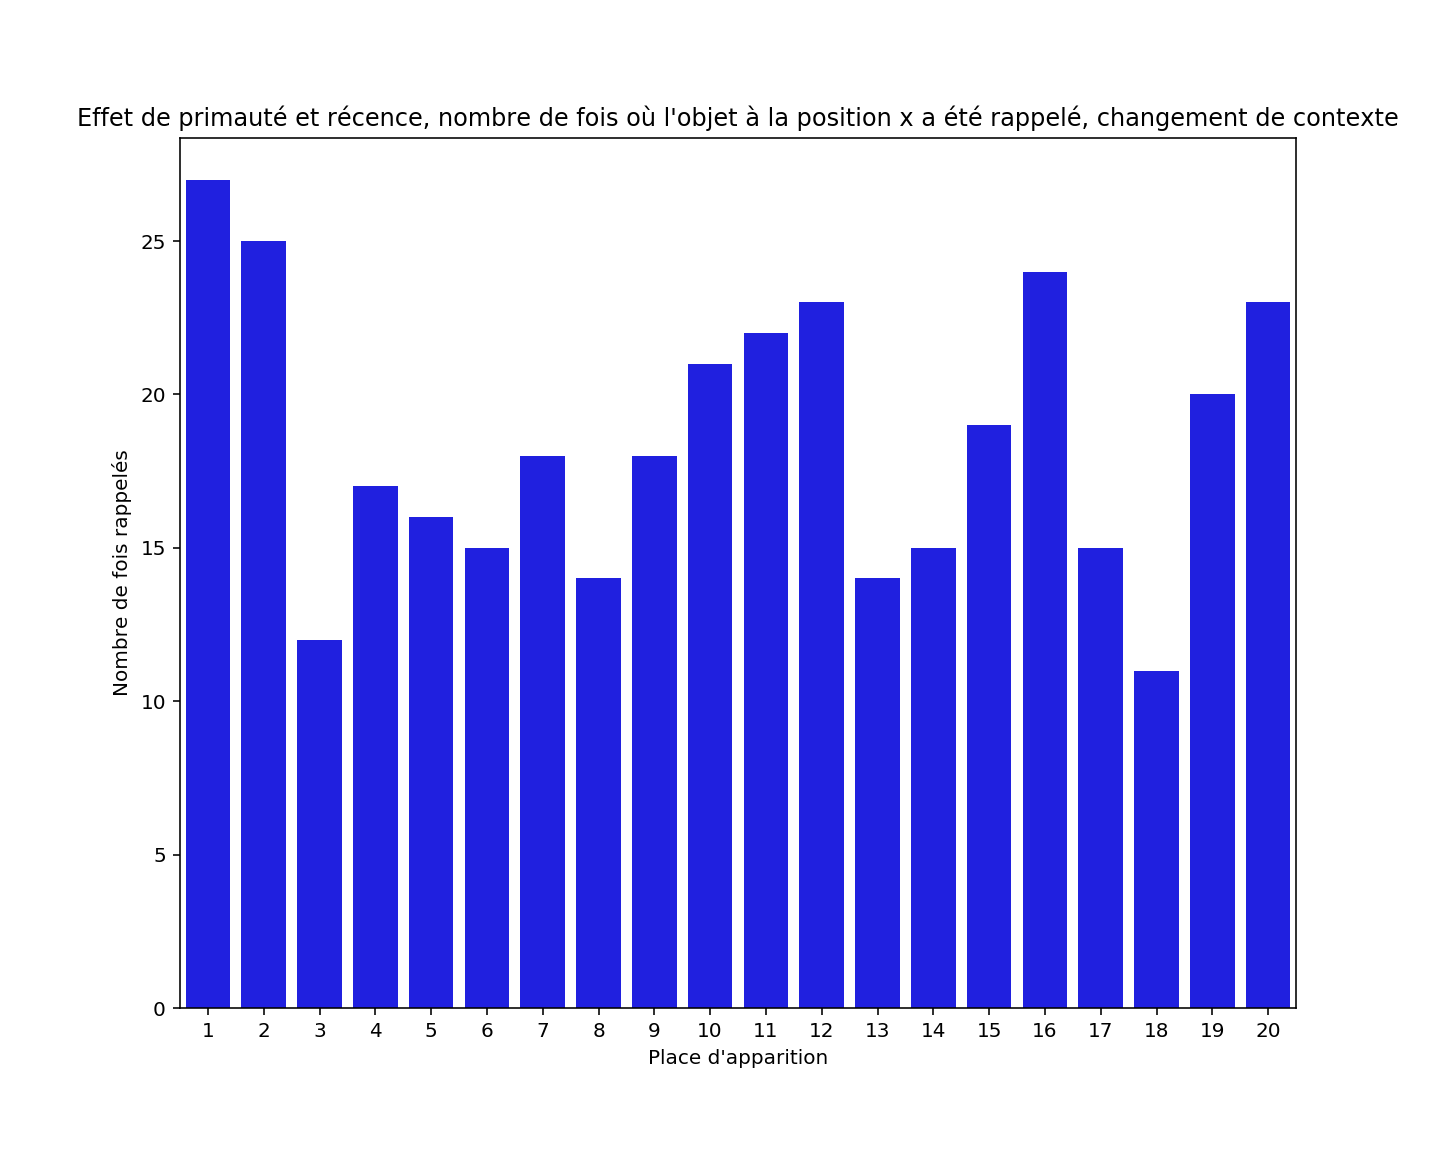 Effet de primauté et récence, nombre de fois où l'objet à la position x a été rappelé, changement de contexte
Nombre de fois rappelés
25
20
15
10
5
0
1 2 3 4 5 6 7 8 9 10 11 12 13 14 15 16 17 18 19 20
Place d'apparition